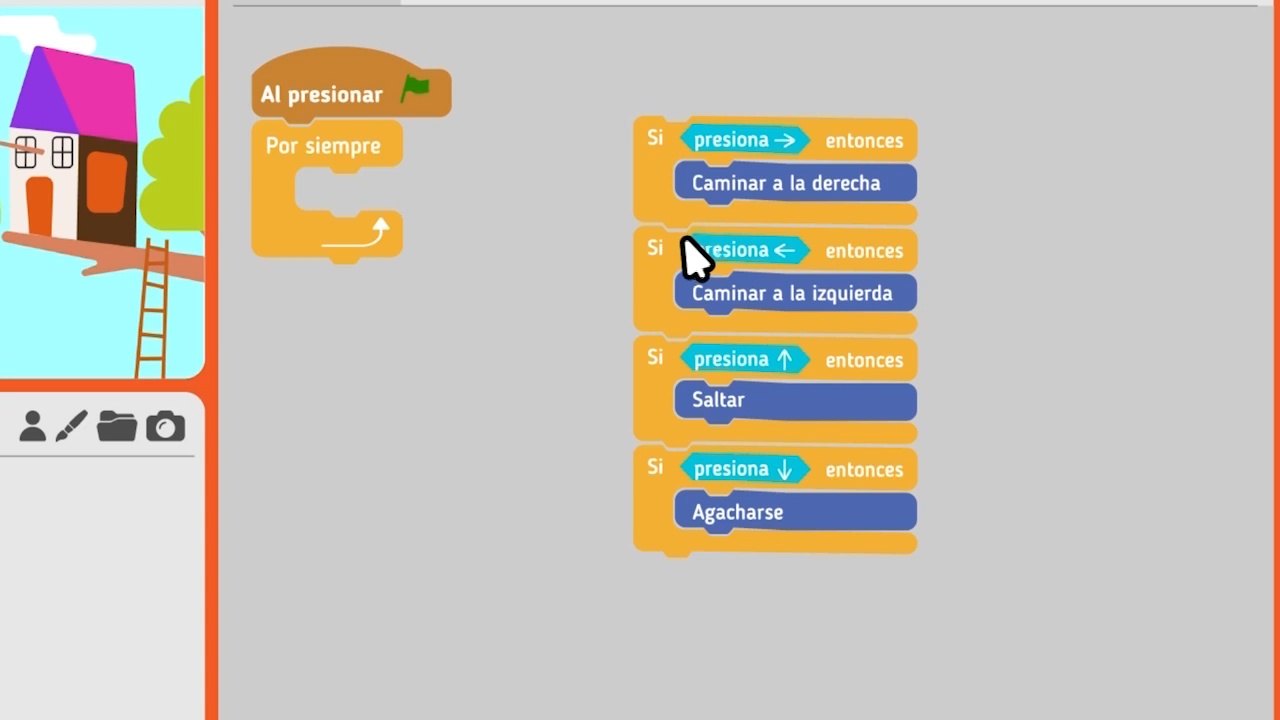 Al presionar
Por siempre
Si presiona → entonces
Caminar a la derecha
Si presiona ← entonces
Caminar a la izquierda
Si presiona ↑ entonces
Saltar
Si presiona ↓ entonces
Agacharse